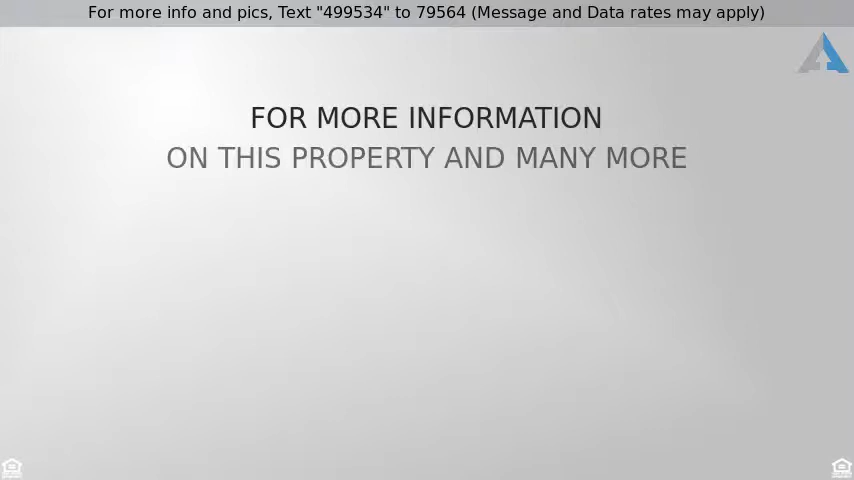 For more info and pics, Text "499534" to 79564 (Message and Data rates may apply)
FOR MORE INFORMATION
ON THIS PROPERTY AND MANY MORE